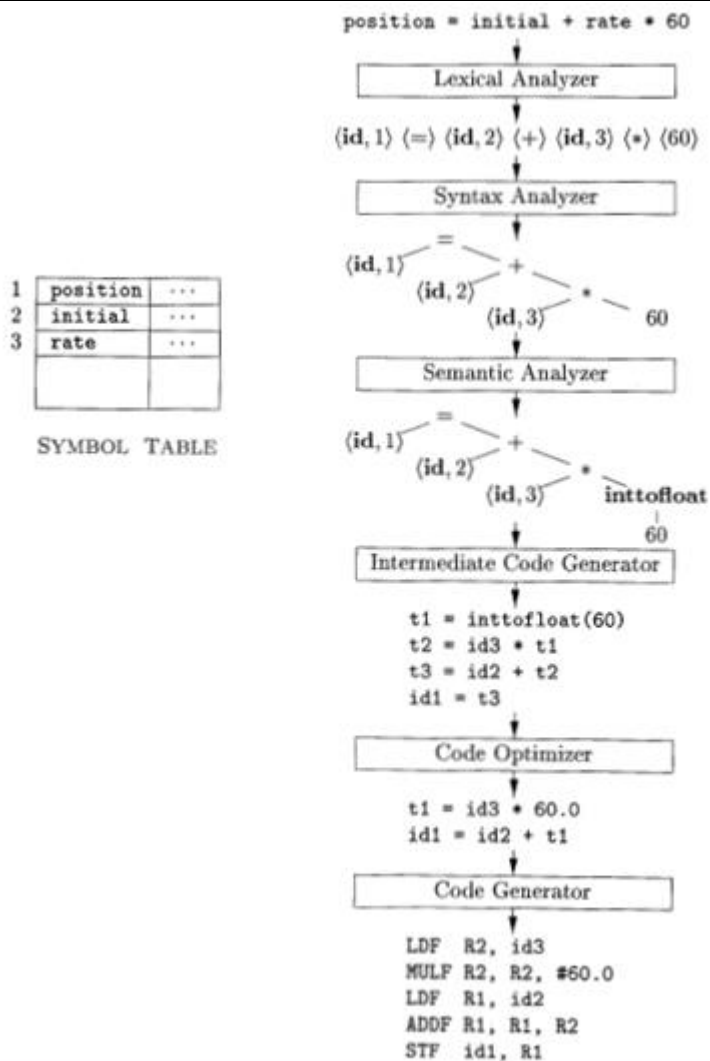 position = initial + rate * 60
Lexical Analyzer
⟨id, 1⟩ ⟨=⟩ ⟨id, 2⟩ ⟨+⟩ ⟨id, 3⟩ ⟨*⟩ ⟨60⟩
Syntax Analyzer
=
⟨id, 1⟩
+
⟨id, 2⟩
*
⟨id, 3⟩
60
1 position ...
2 initial ...
3 rate ...
SYMBOL TABLE
Semantic Analyzer
=
⟨id, 1⟩
+
⟨id, 2⟩
*
⟨id, 3⟩
inttofloat
60
Intermediate Code Generator
t1 = inttofloat(60)
t2 = id3 * t1
t3 = id2 + t2
id1 = t3
Code Optimizer
t1 = id3 * 60.0
id1 = id2 + t1
Code Generator
LDF R2, id3
MULF R2, R2, #60.0
LDF R1, id2
ADDF R1, R1, R2
STF id1, R1